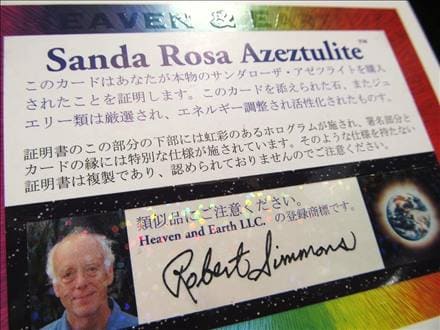 HEAVEN & EARTH
Sanda Rosa Azeztulite™
このカードはあなたが本物のサンダローザ・アゼツライトを購入
されたことを証明します。このカードを添えられた石、またジュ
エリー類は厳選され、エネルギー調整され活性化されたものす。
証明書のこの部分の下部には虹彩のあるホログラムが施され、署名部分と
カードの縁には特別な仕様が施されています。そのような仕様を持たない
証明書は複製であり、認められておりませんのでご注意ください。
類似品にご注意ください。
Heaven and Earth LLC. の登録商標です。
Robert Simmons